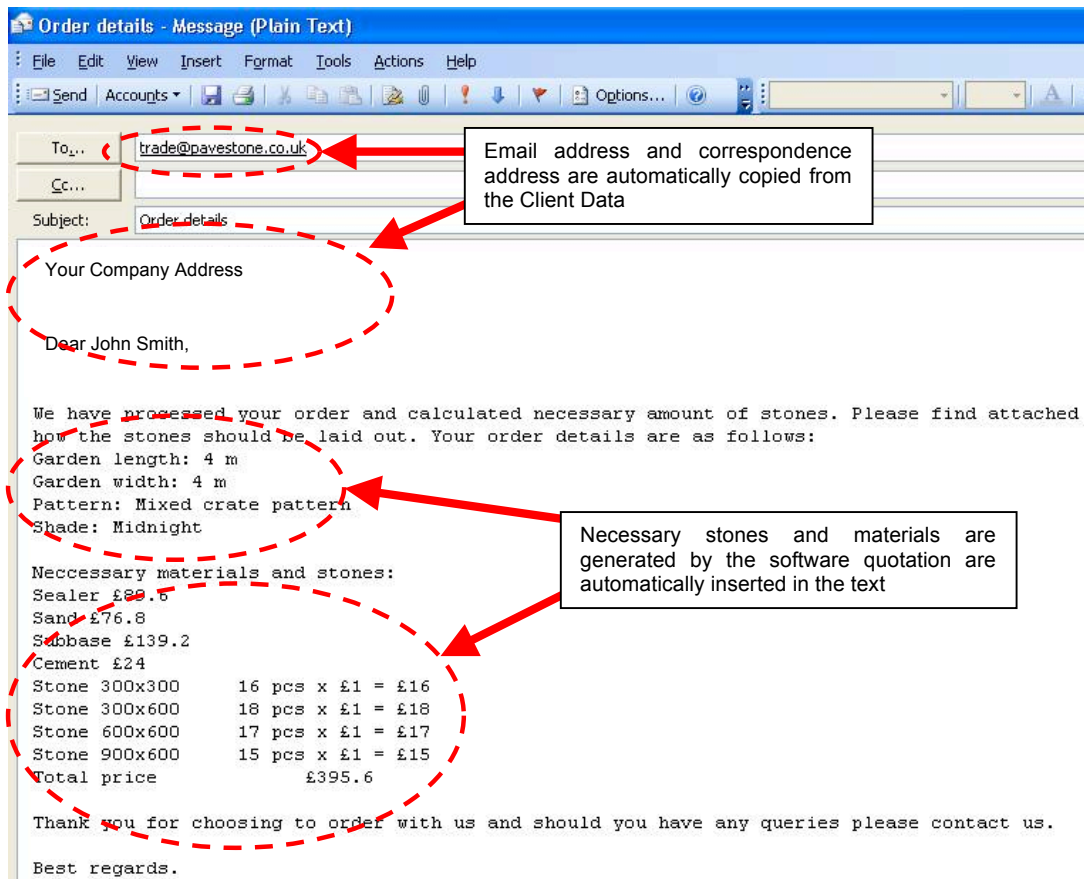 Order details - Message (Plain Text)
File Edit View Insert Format Tools Actions Help
Send Accounts Options...
To... trade@pavestone.co.uk
Cc...
Subject: Order details
Email address and correspondence
address are automatically copied from
the Client Data
Your Company Address
Dear John Smith,
We have processed your order and calculated necessary amount of stones. Please find attached
how the stones should be laid out. Your order details are as follows:
Garden length: 4 m
Garden width: 4 m
Pattern: Mixed crate pattern
Shade: Midnight
Necessary stones and materials are
generated by the software quotation are
automatically inserted in the text
Neccessary materials and stones:
Sealer £89.6
Sand £76.8
Subbase £139.2
Cement £24
Stone 300x300 16 pcs x £1 = £16
Stone 300x600 18 pcs x £1 = £18
Stone 600x600 17 pcs x £1 = £17
Stone 900x600 15 pcs x £1 = £15
Total price £395.6
Thank you for choosing to order with us and should you have any queries please contact us.
Best regards.